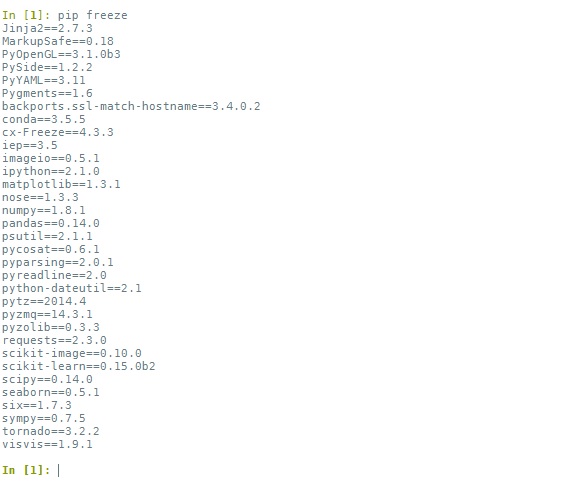 In [1]: pip freeze
Jinja2==2.7.3
MarkupSafe==0.18
PyOpenGL==3.1.0b3
PySide==1.2.2
PyYAML==3.11
Pygments==1.6
backports.ssl-match-hostname==3.4.0.2
conda==3.5.5
cx-Freeze==4.3.3
iep==3.5
imageio==0.5.1
ipython==2.1.0
matplotlib==1.3.1
nose==1.3.3
numpy==1.8.1
pandas==0.14.0
psutil==2.1.1
pycosat==0.6.1
pyparsing==2.0.1
pyreadline==2.0
python-dateutil==2.1
pytz==2014.4
pyzmq==14.3.1
pyzolib==0.3.3
requests==2.3.0
scikit-image==0.10.0
scikit-learn==0.15.0b2
scipy==0.14.0
seaborn==0.5.1
six==1.7.3
sympy==0.7.5
tornado==3.2.2
visvis==1.9.1
In [1]: